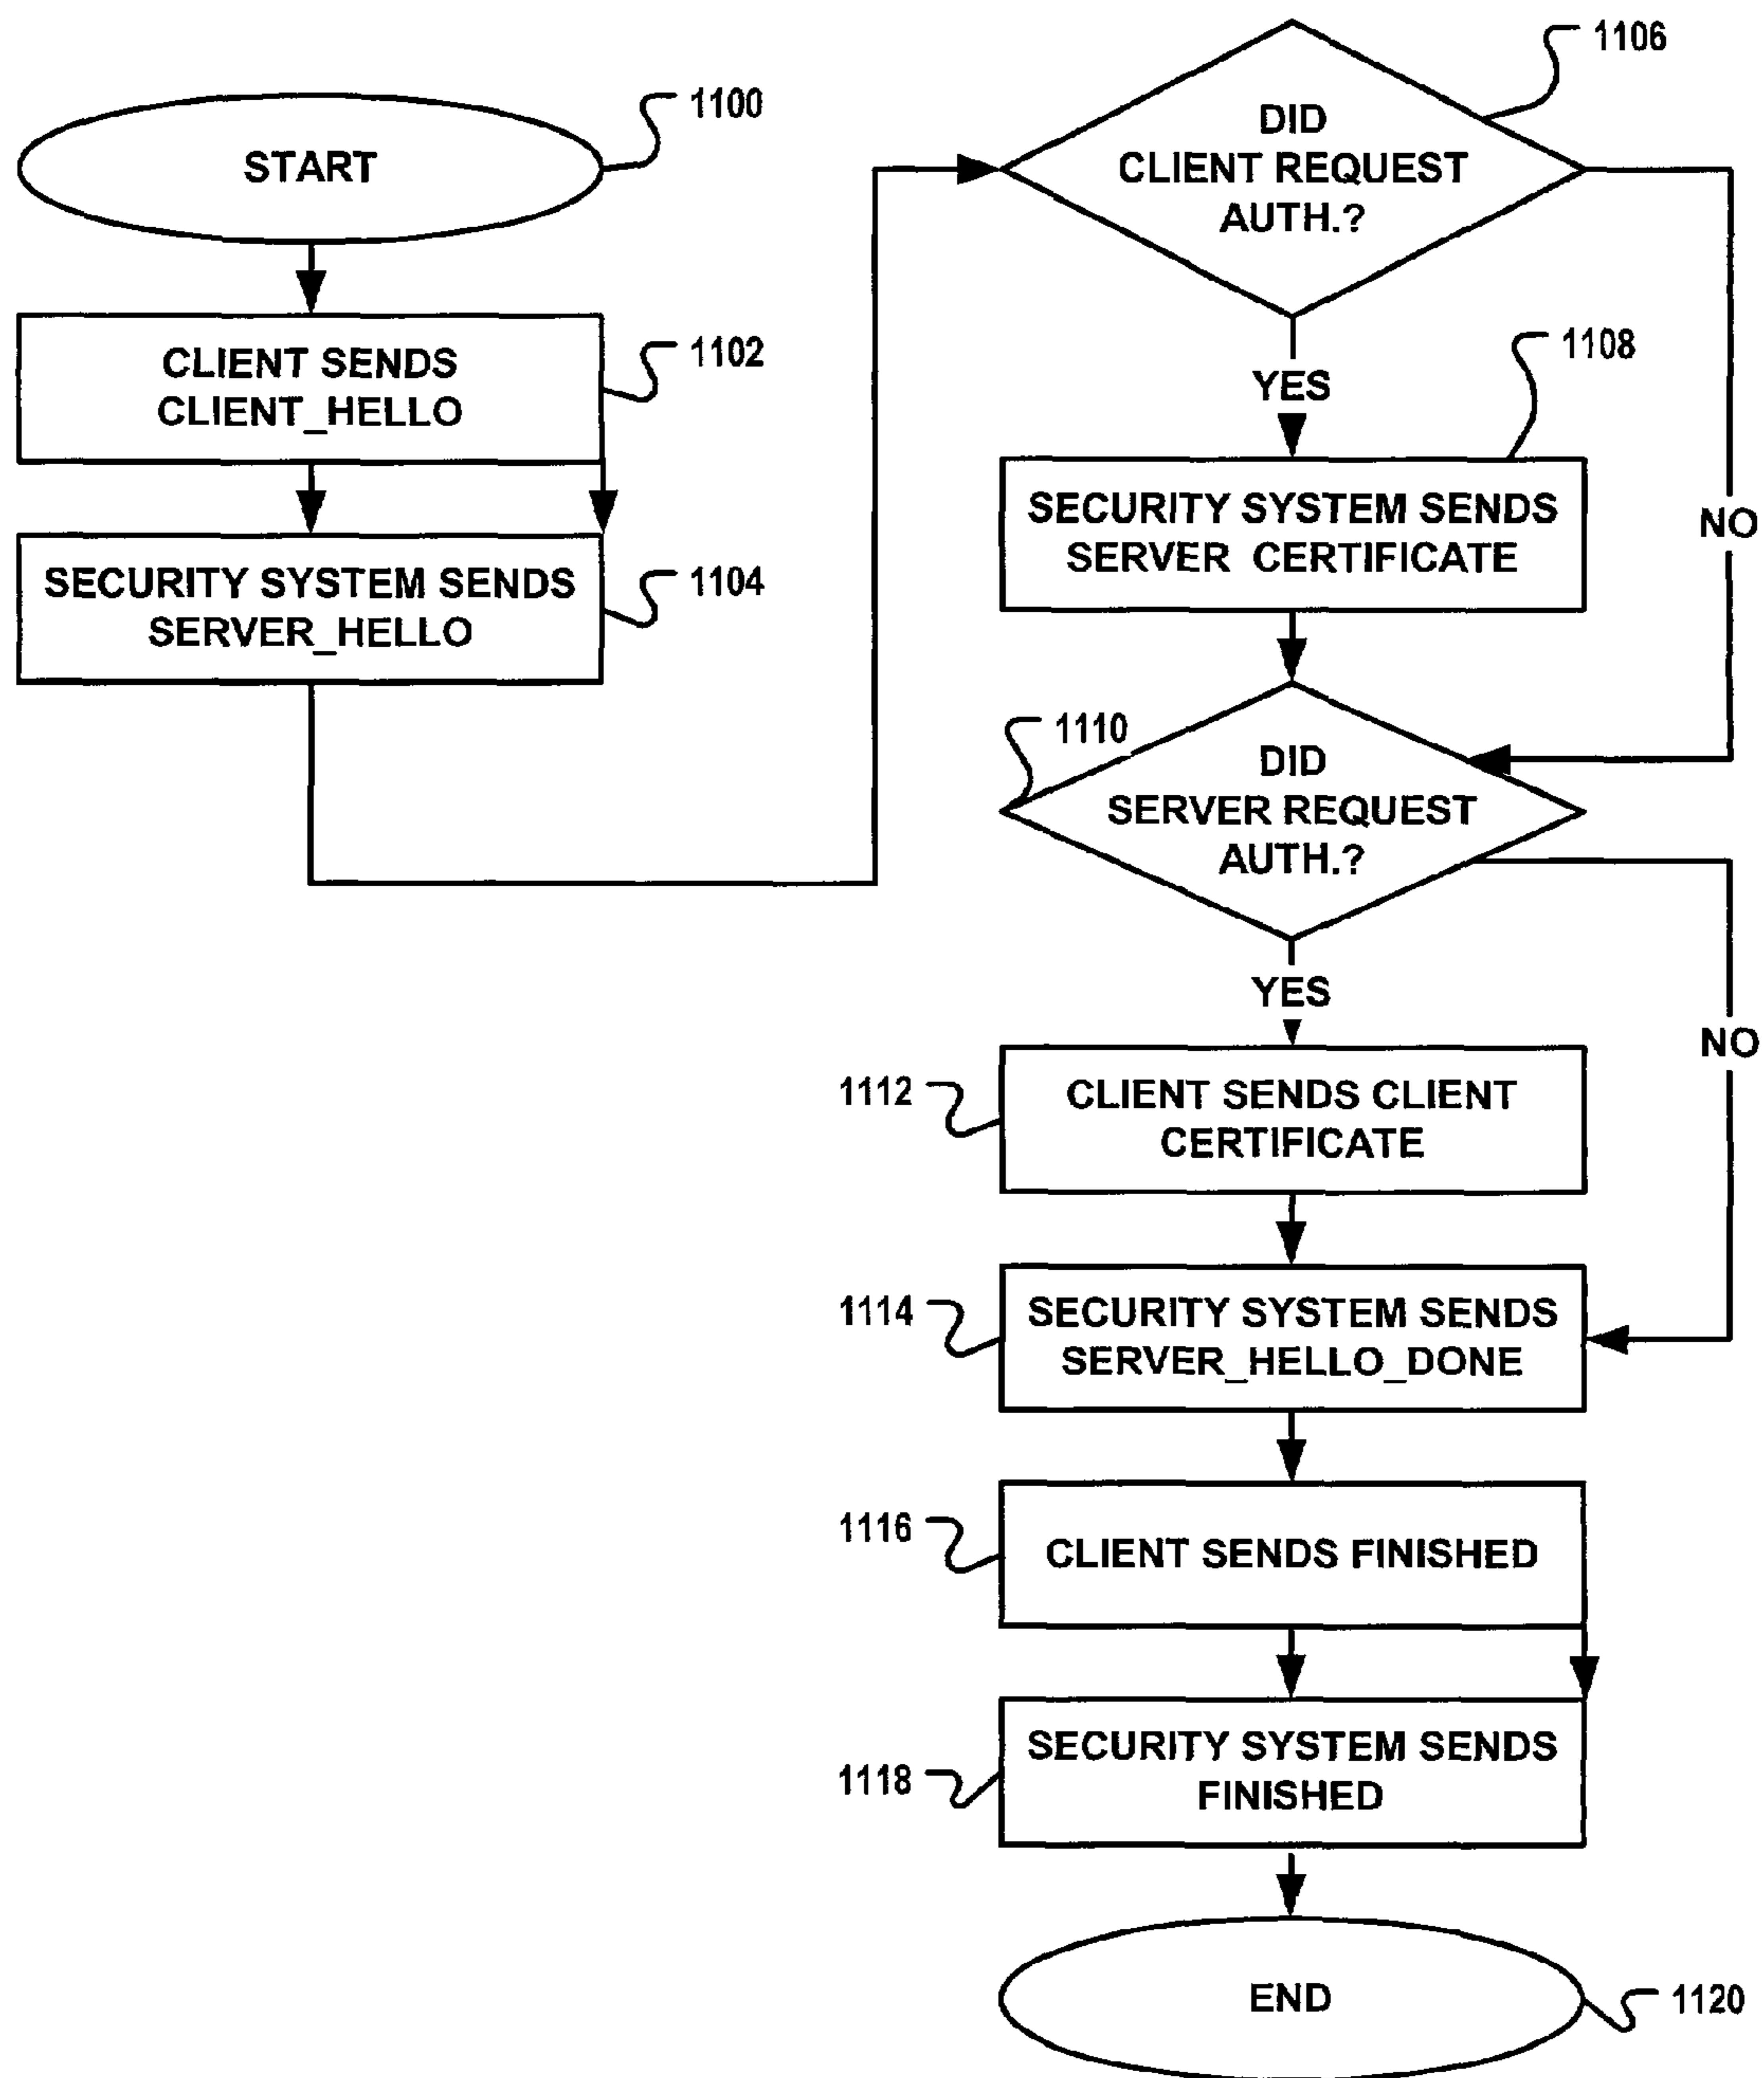 START
1100
CLIENT SENDS
CLIENT_HELLO
1102
SECURITY SYSTEM SENDS
SERVER_HELLO
1104
DID
CLIENT REQUEST
AUTH.?
1106
YES
NO
1108
SECURITY SYSTEM SENDS
SERVER CERTIFICATE
1110
DID
SERVER REQUEST
AUTH.?
YES
NO
1112
CLIENT SENDS CLIENT
CERTIFICATE
1114
SECURITY SYSTEM SENDS
SERVER_HELLO_DONE
1116
CLIENT SENDS FINISHED
1118
SECURITY SYSTEM SENDS
FINISHED
END
1120